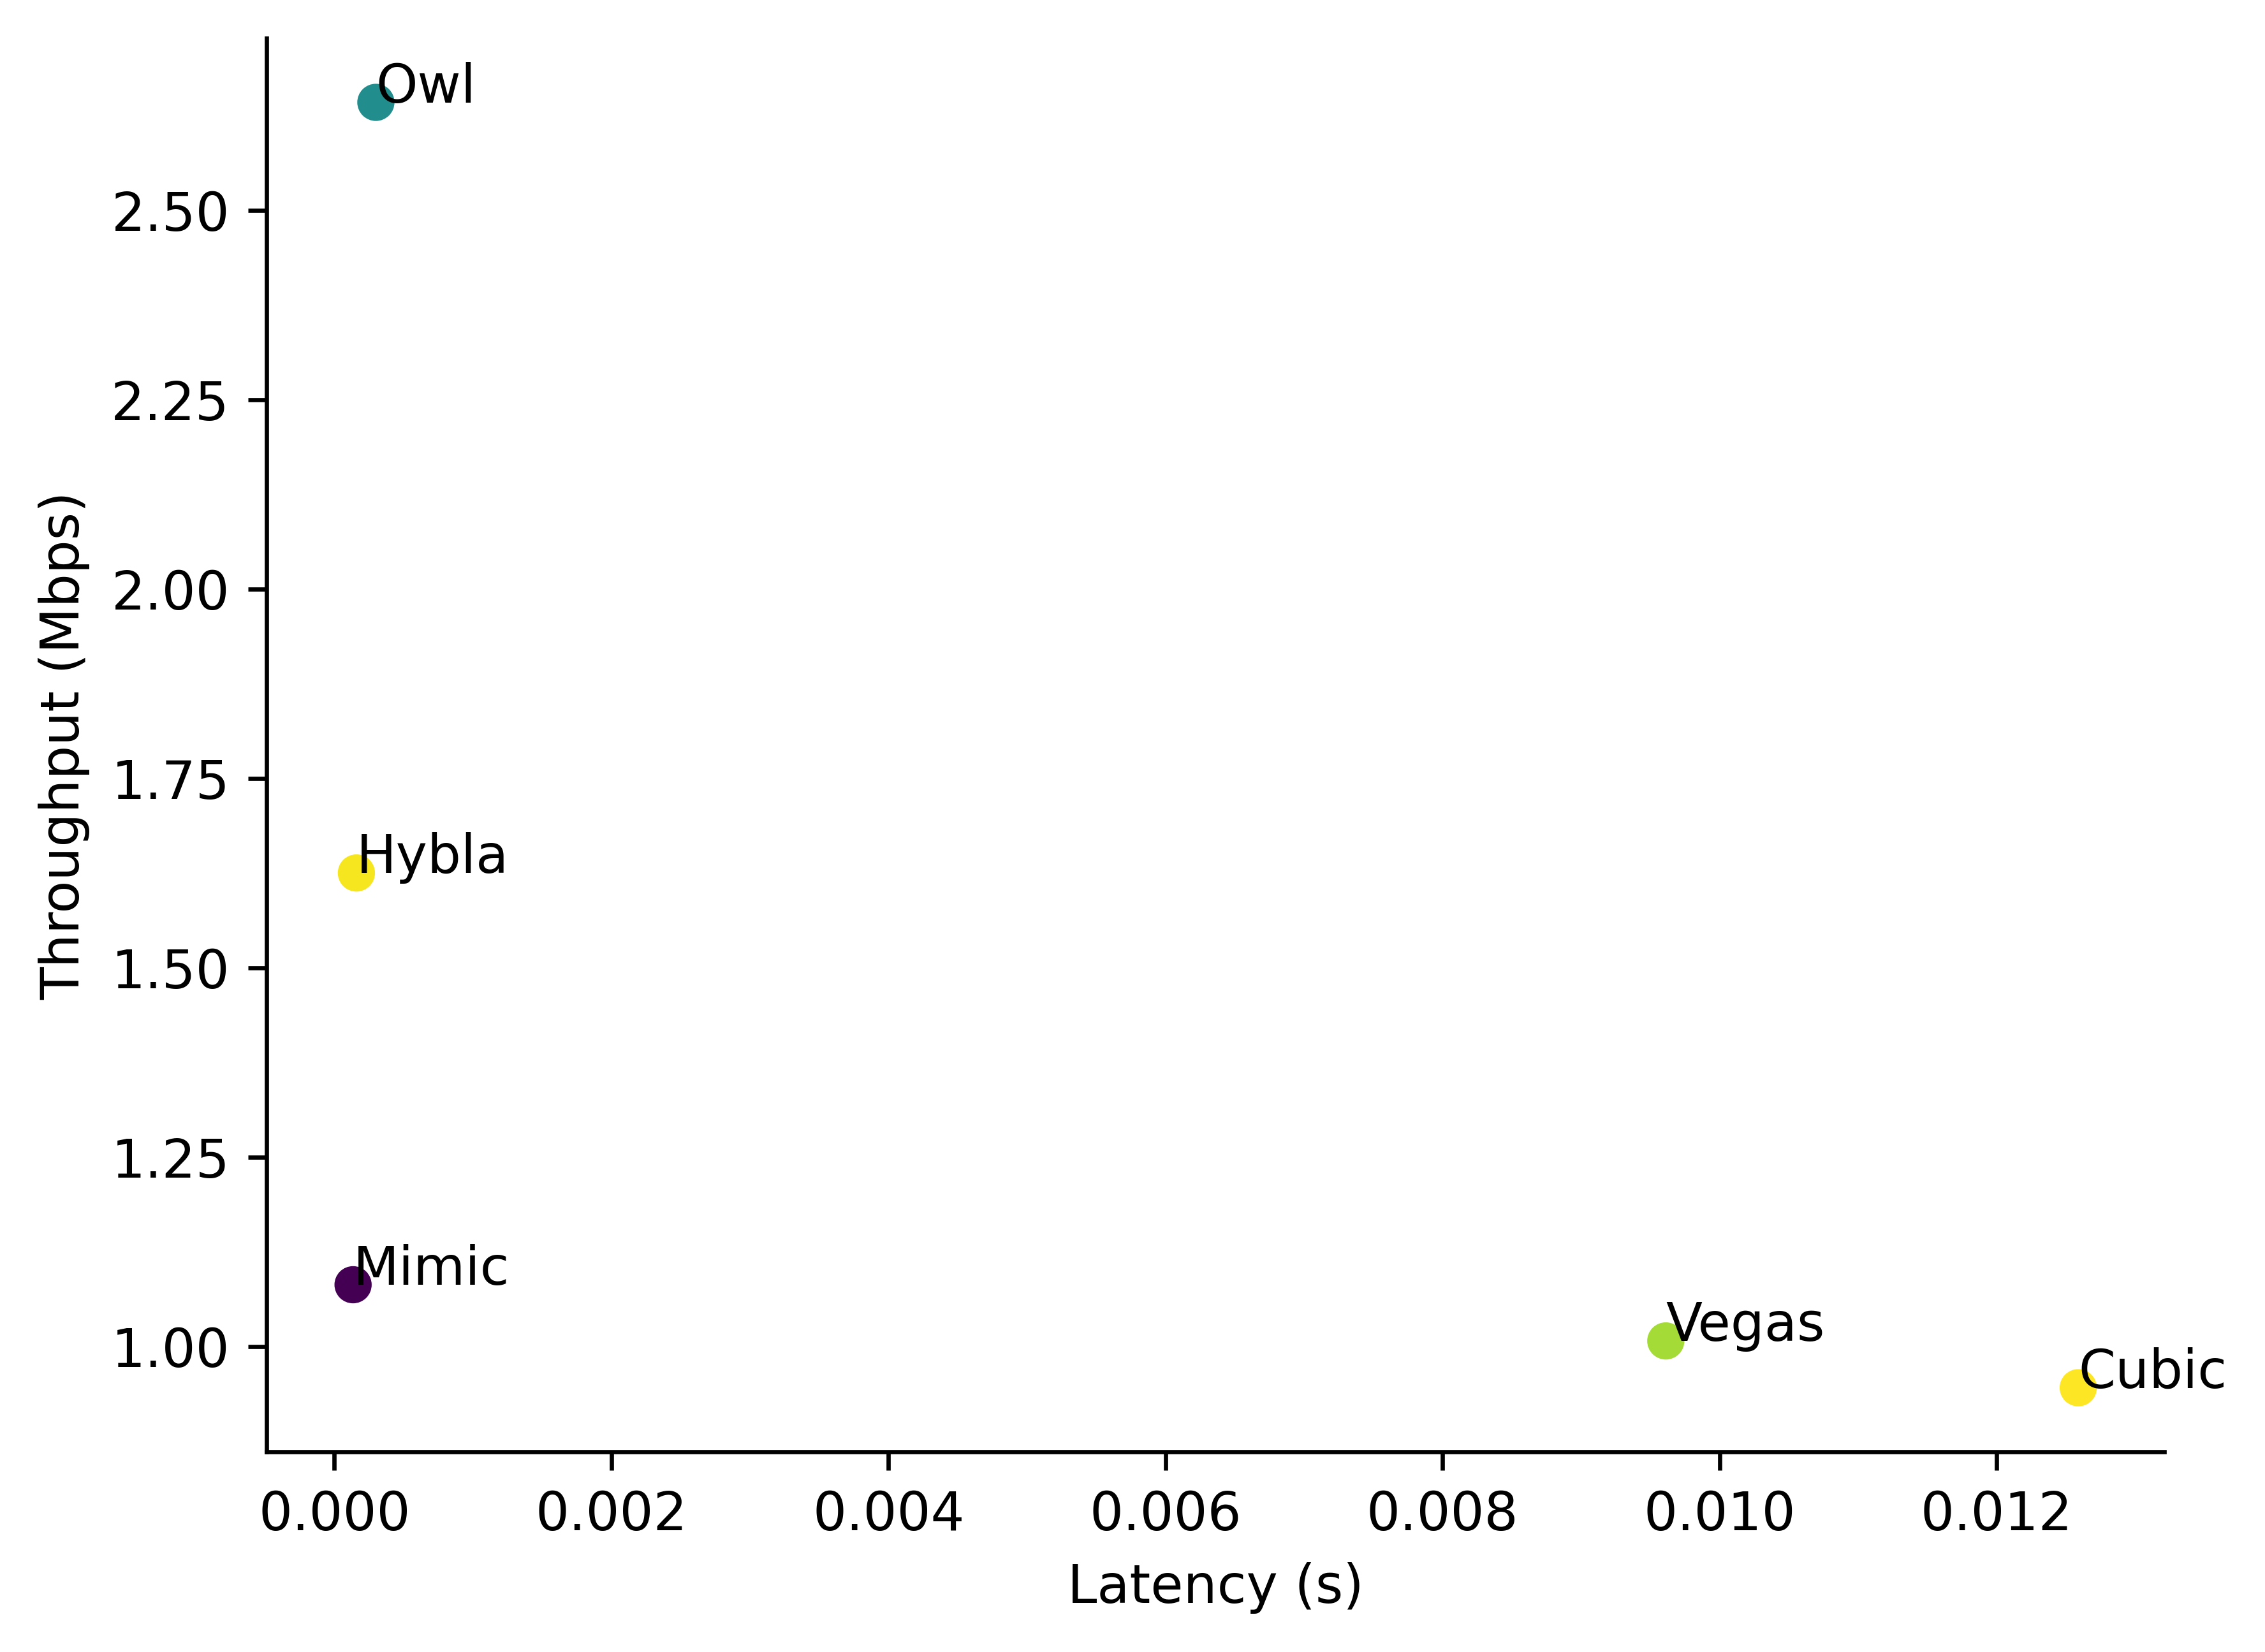 Owl
2.50
2.25
2.00
1.75
1.50
1.25
1.00
Throughput (Mbps)
Hybla
Mimic
Vegas
Cubic
0.000 0.002 0.004 0.006 0.008 0.010 0.012
Latency (s)